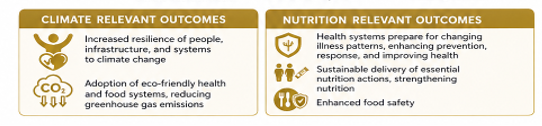 CLIMATE RELEVANT OUTCOMES
Increased resilience of people,
infrastructure, and systems
to climate change
CO2
Adoption of eco-friendly health
and food systems, reducing
greenhouse gas emissions
NUTRITION RELEVANT OUTCOMES
Health systems prepare for changing
illness patterns, enhancing prevention,
response, and improving health
Sustainable delivery of essential
nutrition actions, strengthening
nutrition
Enhanced food safety